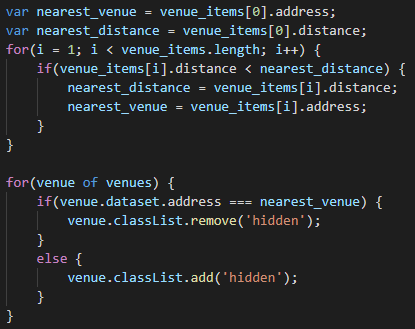 var nearest_venue = venue_items[0].address;
var nearest_distance = venue_items[0].distance;
for(i = 1; i < venue_items.length; i++) {
    if(venue_items[i].distance < nearest_distance) {
        nearest_distance = venue_items[i].distance;
        nearest_venue = venue_items[i].address;
    }
}

for(venue of venues) {
    if(venue.dataset.address === nearest_venue) {
        venue.classList.remove('hidden');
    }
    else {
        venue.classList.add('hidden');
    }
}